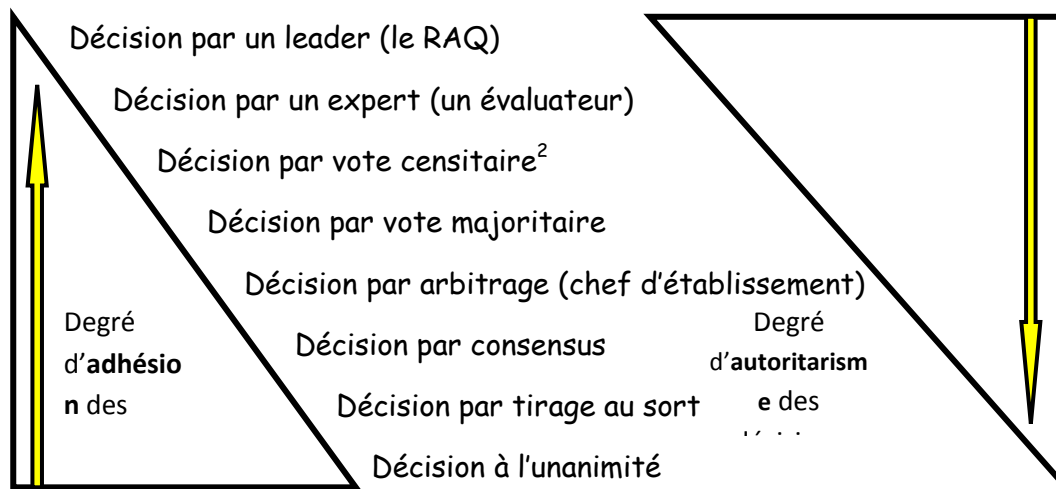 Décision par un leader (le RAQ)
Décision par un expert (un évaluateur)
Décision par vote censitaire²
Décision par vote majoritaire
Décision par arbitrage (chef d'établissement)
Décision par consensus
Décision par tirage au sort
Décision à l'unanimité
Degré
d'adhésio
n des
Degré
d'autoritarism
e des